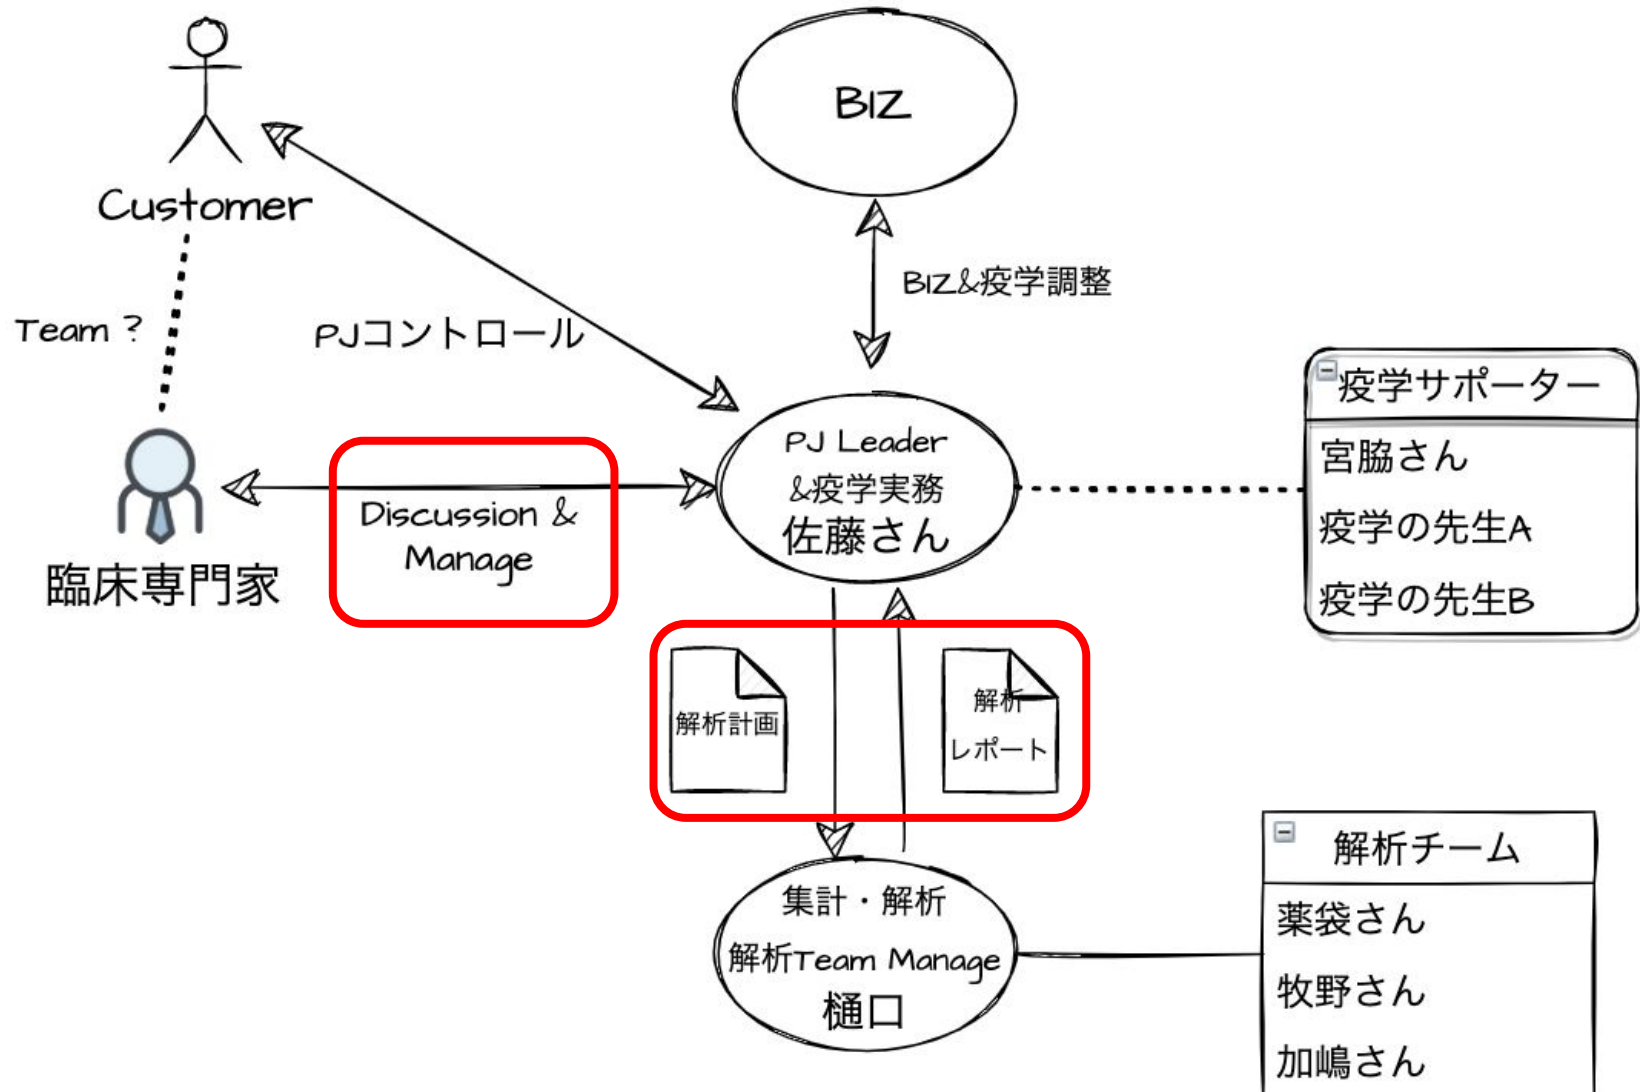 BIZ
Customer
BIZ&疫学調整
Team ?
PJコントロール
疫学サポーター
宮脇さん
疫学の先生A
疫学の先生B
PJ Leader
&疫学実務
佐藤さん
Discussion &
Manage
臨床専門家
解析計画
解析
レポート
解析チーム
薬袋さん
牧野さん
加嶋さん
集計・解析
解析Team Manage
樋口